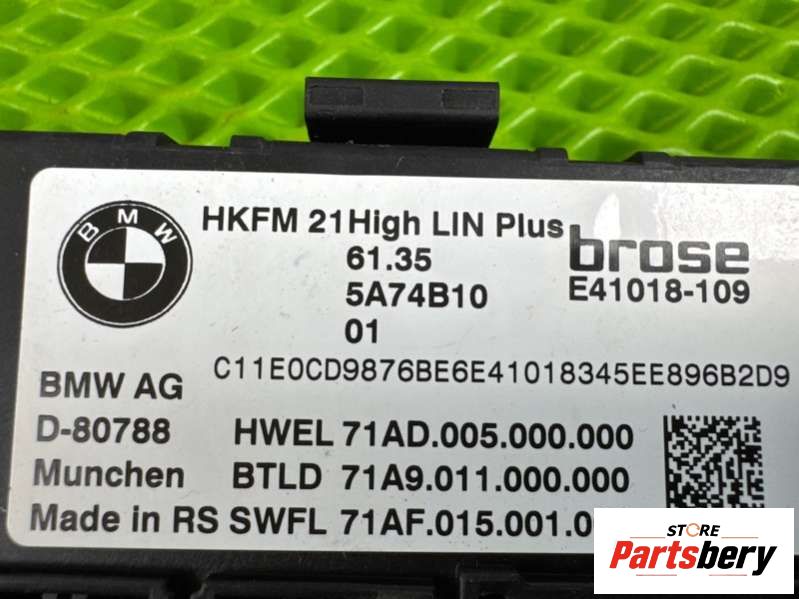 BMW
HKFM 21High LIN Plus
61.35
5A74B10
01
brose
E41018-109
C11E0CD9876BE6E41018345EE896B2D9
BMW AG
D-80788
Munchen
Made in RS
HWEL 71AD.005.000.000
BTLD 71A9.011.000.000
SWFL 71AF.015.001.0
STORE
Partsbery